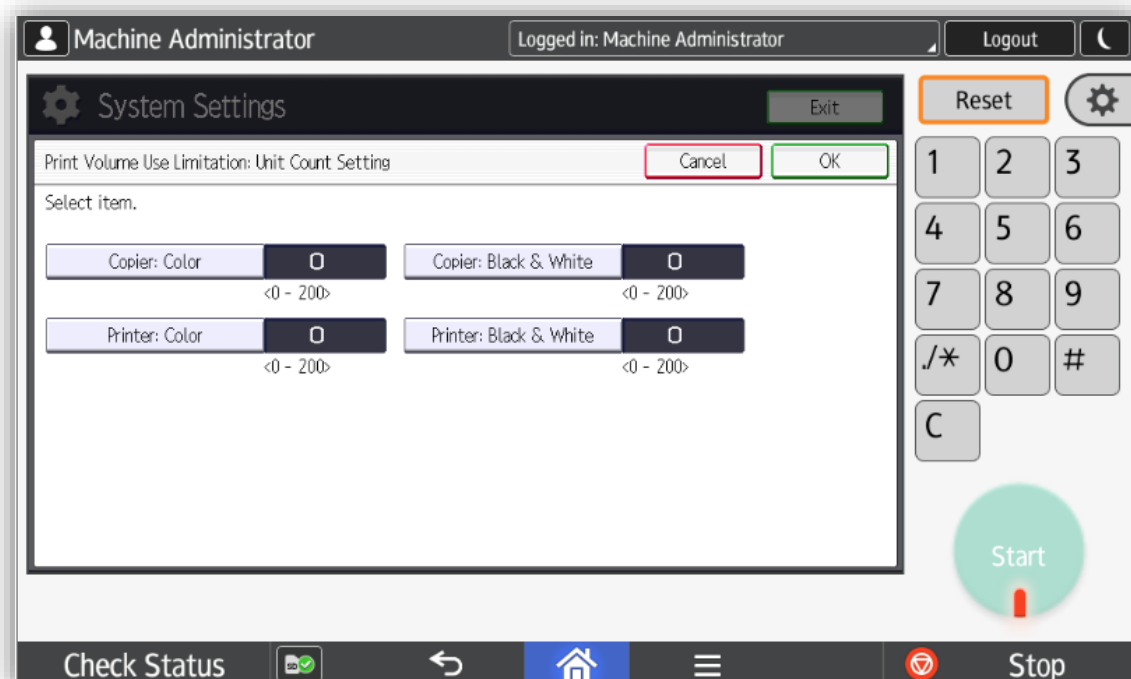 Machine Administrator
Logged in: Machine Administrator
Logout
System Settings
Exit
Reset
Print Volume Use Limitation: Unit Count Setting
Cancel
OK
Select item.
Copier: Color 0
<0 - 200>
Copier: Black & White 0
<0 - 200>
Printer: Color 0
<0 - 200>
Printer: Black & White 0
<0 - 200>
1 2 3
4 5 6
7 8 9
./* 0 #
C
Start
Check Status
SD
Stop